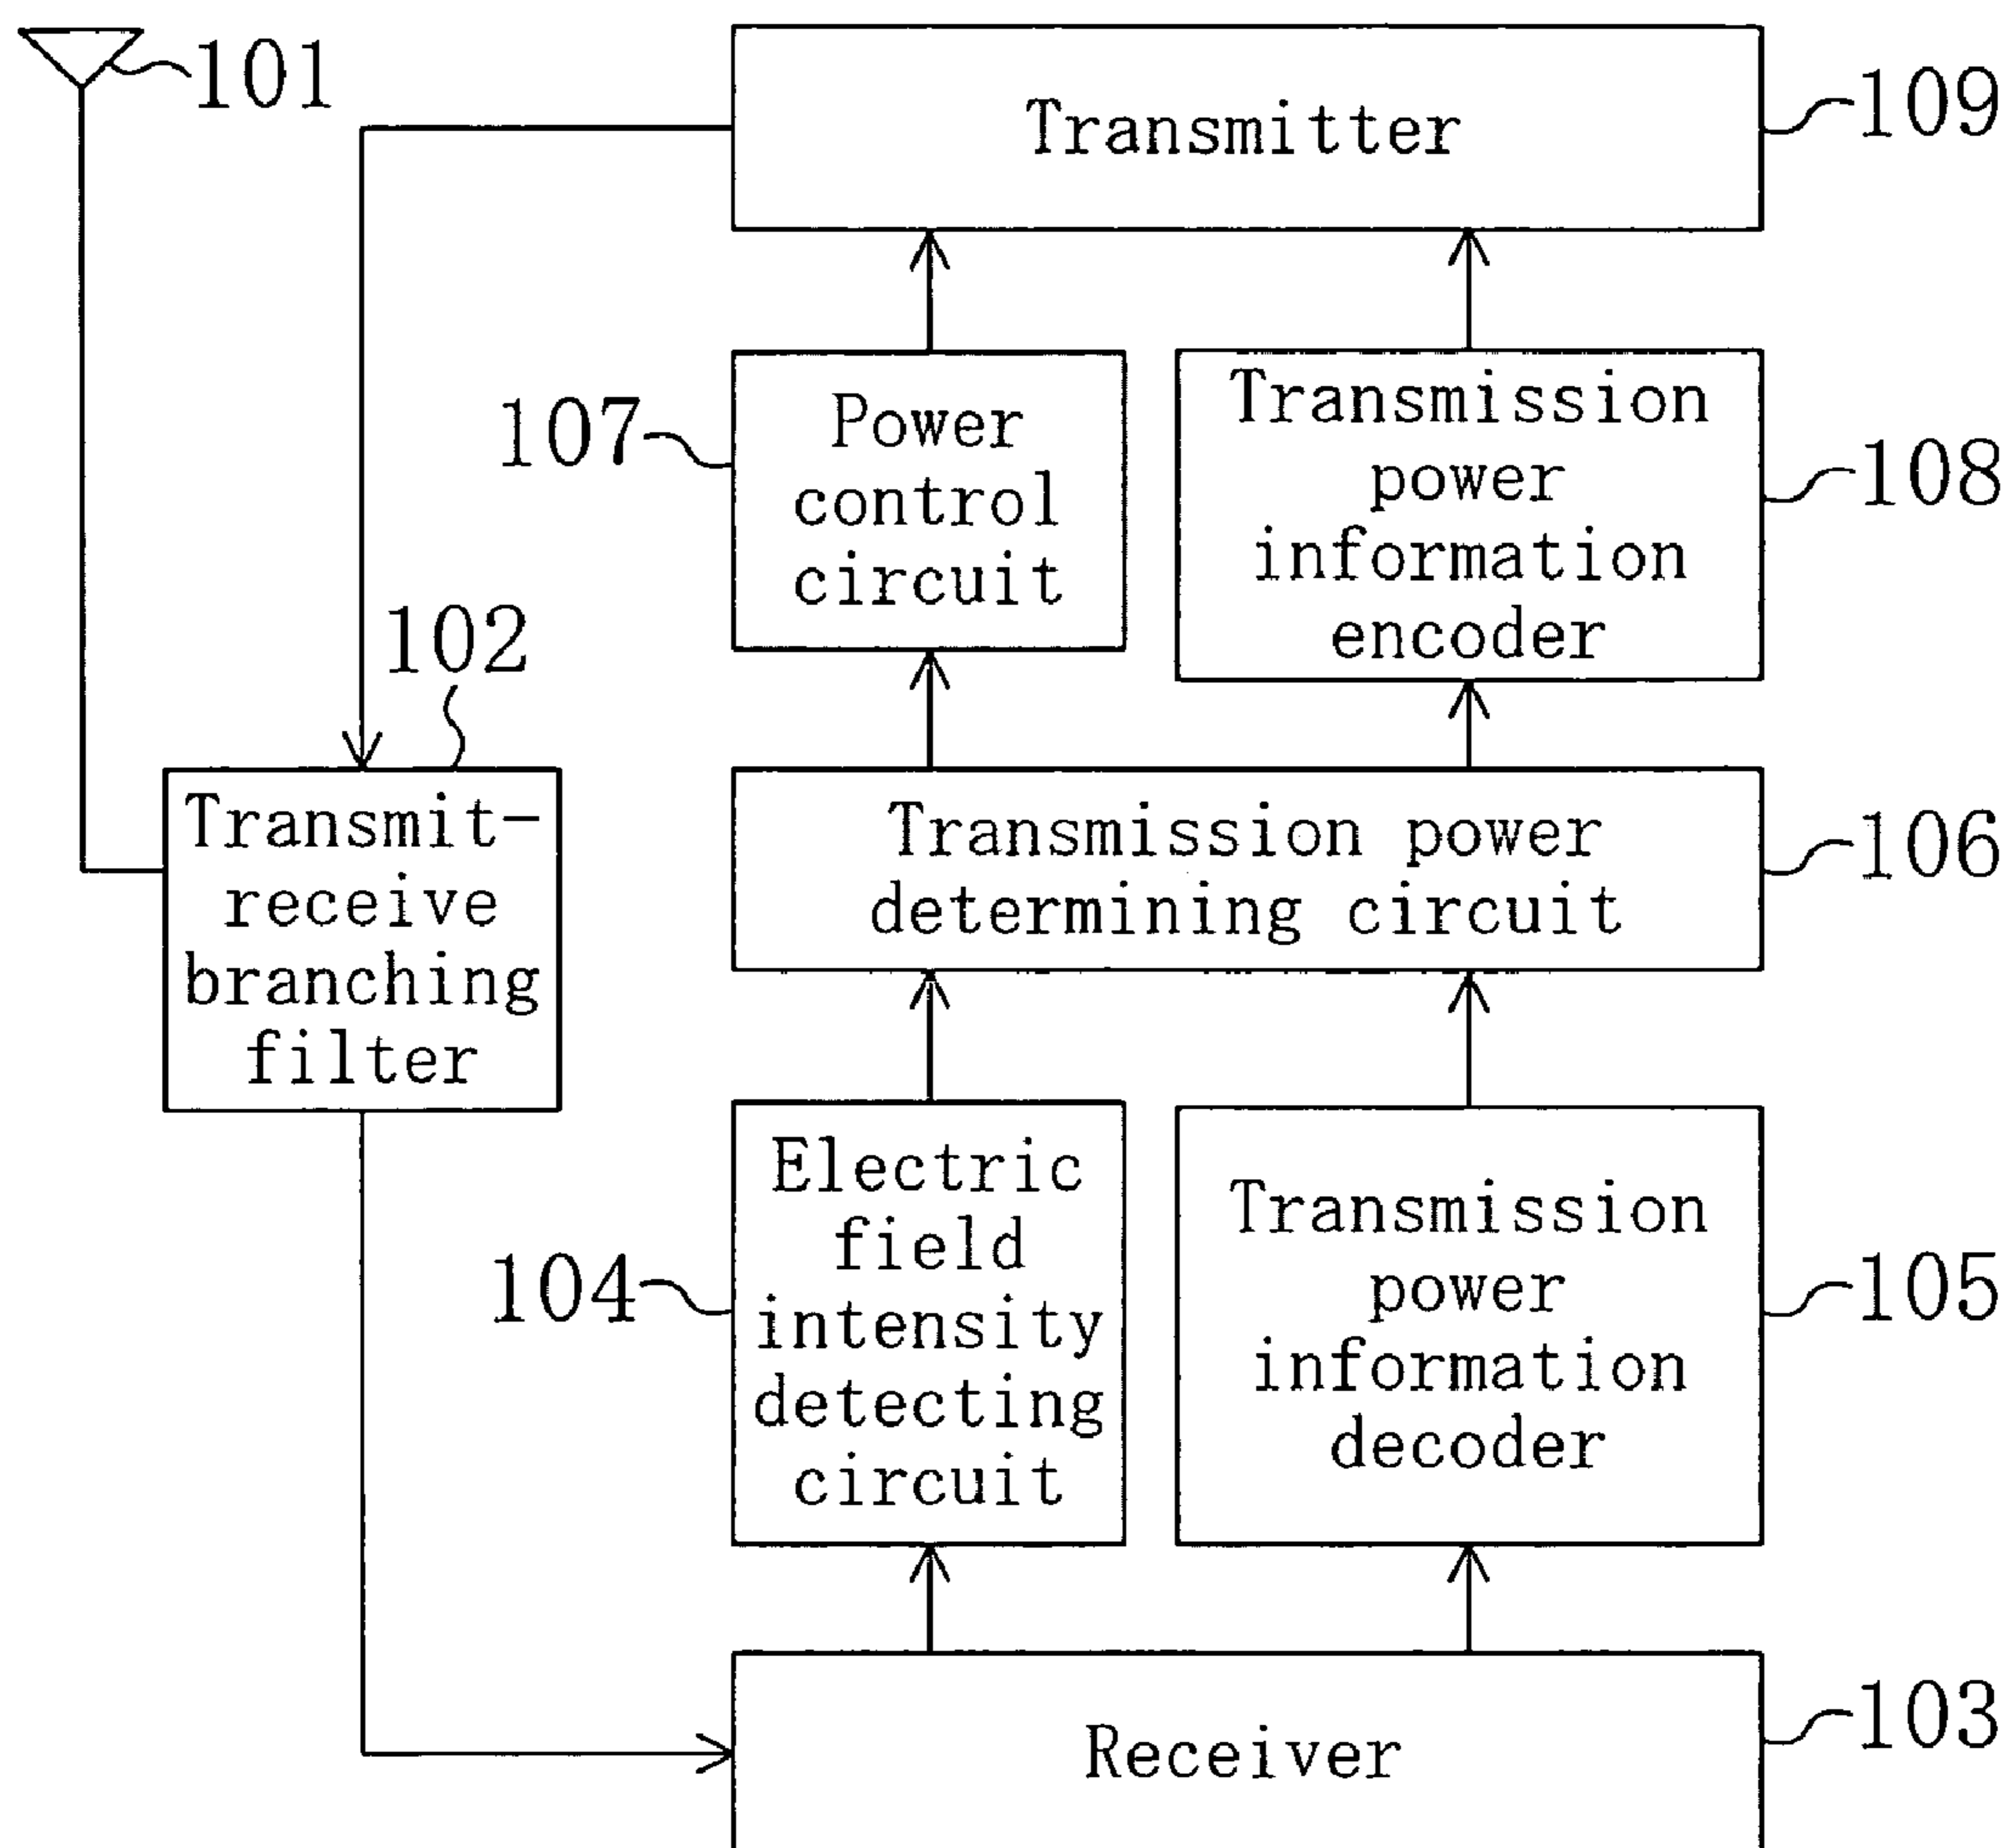 101
Transmitter
109
107
Power
control
circuit
Transmission
power
information
encoder
108
102
Transmit-
receive
branching
filter
Transmission power
determining circuit
106
104
Electric
field
intensity
detecting
circuit
Transmission
power
information
decoder
105
Receiver
103